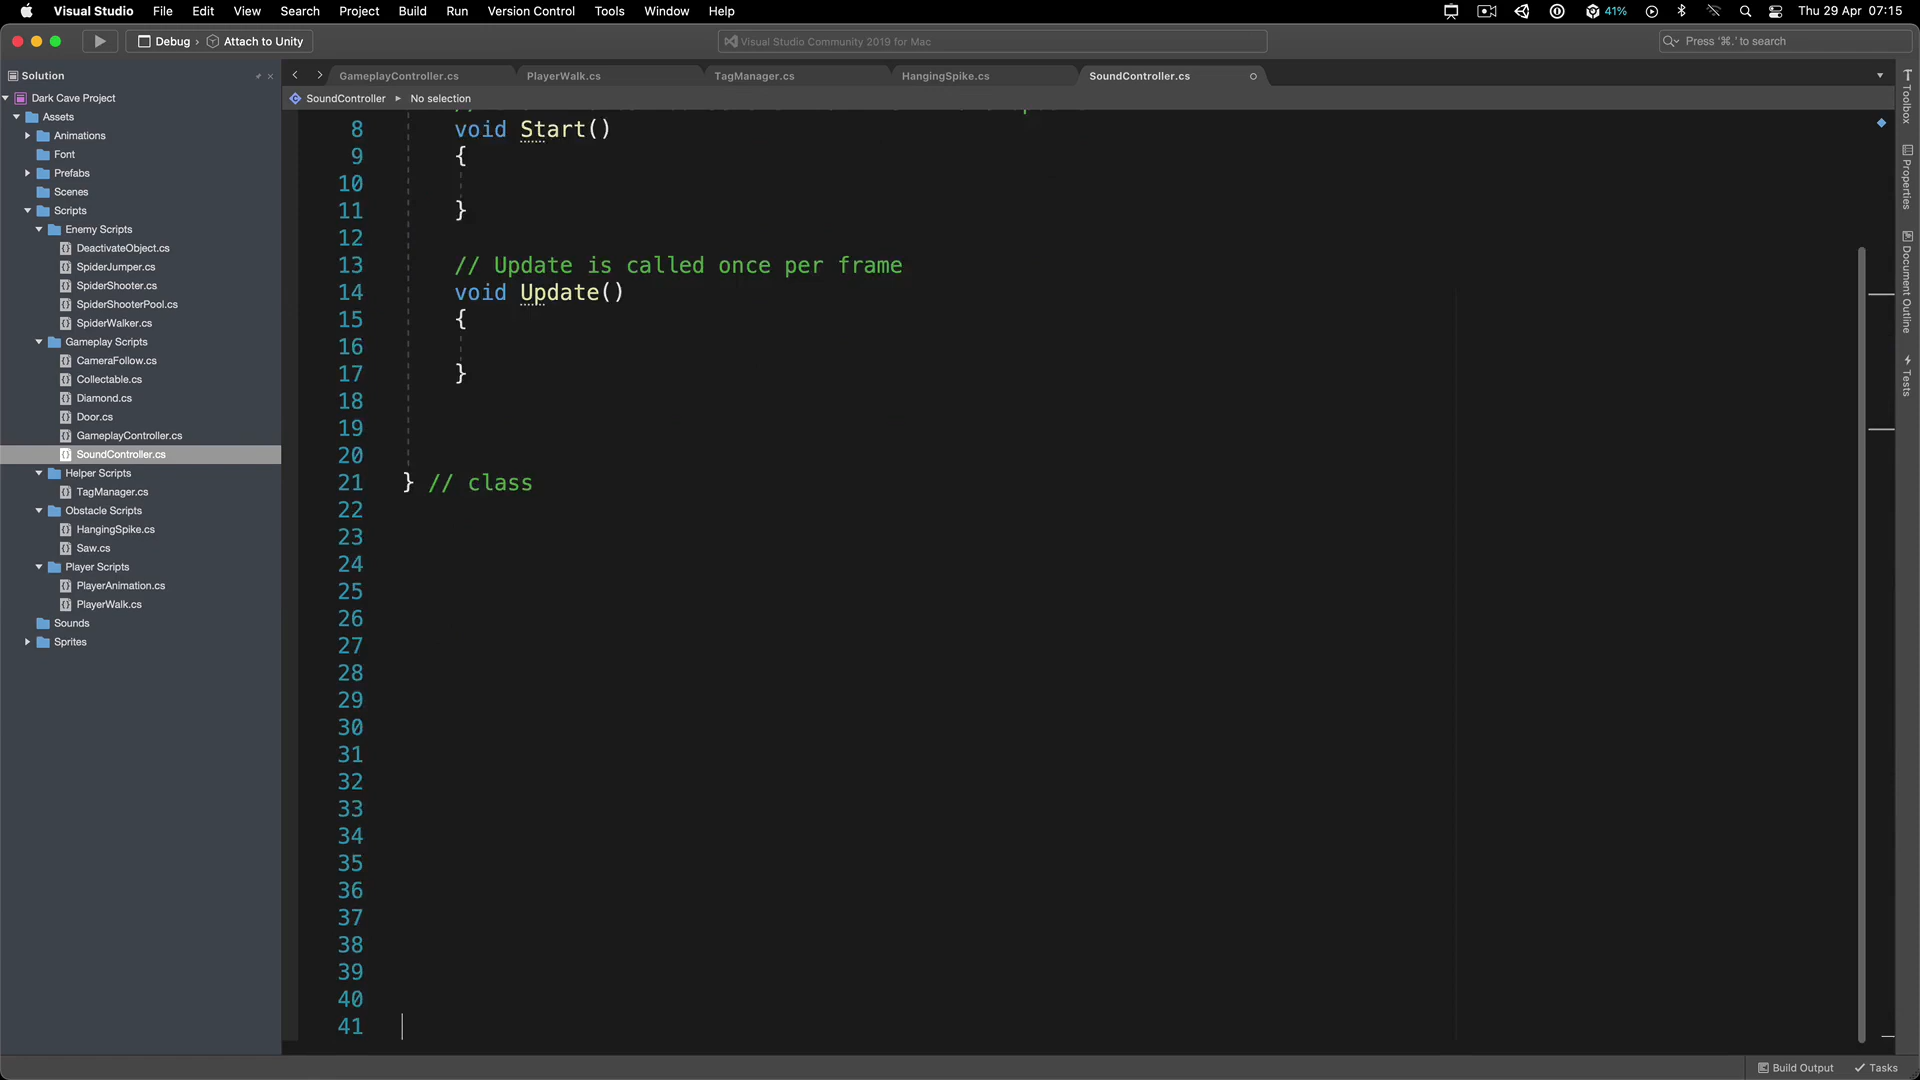 Visual Studio File Edit View Search Project Build Run Version Control Tools Window Help 41% Thu 29 Apr 07:15
Debug › Attach to Unity Visual Studio Community 2019 for Mac Press '⌘.' to search
Solution
Dark Cave Project
Assets
Animations
Font
Prefabs
Scenes
Scripts
Enemy Scripts
DeactivateObject.cs
SpiderJumper.cs
SpiderShooter.cs
SpiderShooterPool.cs
SpiderWalker.cs
Gameplay Scripts
CameraFollow.cs
Collectable.cs
Diamond.cs
Door.cs
GameplayController.cs
SoundController.cs
Helper Scripts
TagManager.cs
Obstacle Scripts
HangingSpike.cs
Saw.cs
Player Scripts
PlayerAnimation.cs
PlayerWalk.cs
Sounds
Sprites
GameplayController.cs PlayerWalk.cs TagManager.cs HangingSpike.cs SoundController.cs
SoundController No selection
8 void Start()
9 {
10
11 }
12
13 // Update is called once per frame
14 void Update()
15 {
16
17 }
18
19
20
21 } // class
22
23
24
25
26
27
28
29
30
31
32
33
34
35
36
37
38
39
40
41
Toolbox
Properties
Document Outline
Tests
Build Output Tasks